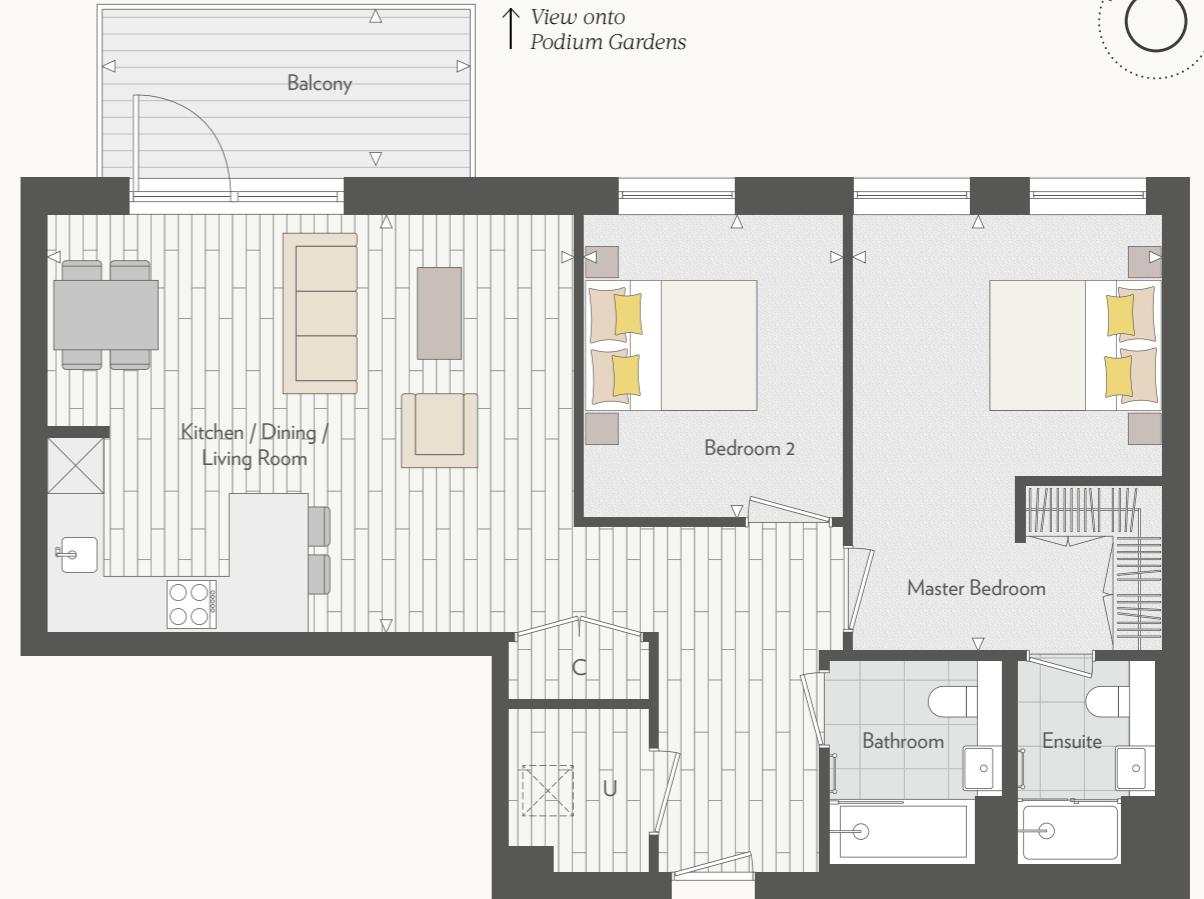 View onto
Podium Gardens
Balcony
Kitchen / Dining /
Living Room
Bedroom 2
Master Bedroom
C
U
Bathroom
Ensuite